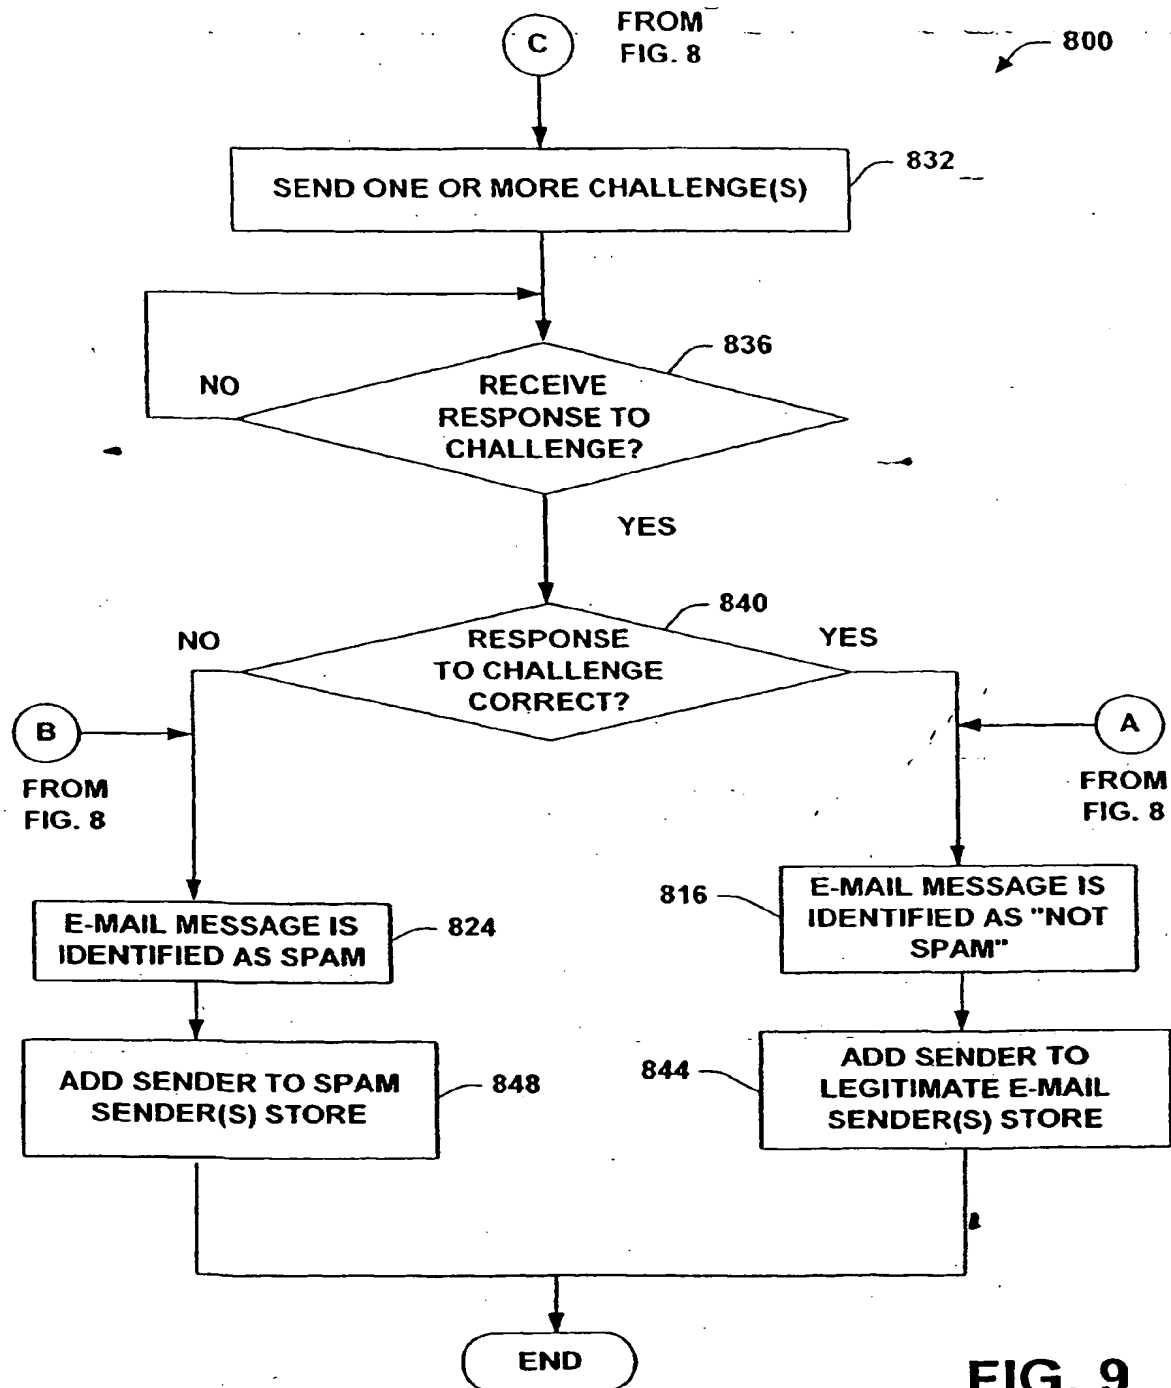 C
FROM
FIG. 8
800
SEND ONE OR MORE CHALLENGE(S)
832
836
NO
RECEIVE
RESPONSE TO
CHALLENGE?
YES
840
NO
RESPONSE
TO CHALLENGE
CORRECT?
YES
B
FROM
FIG. 8
A
FROM
FIG. 8
E-MAIL MESSAGE IS
IDENTIFIED AS SPAM
824
816
E-MAIL MESSAGE IS
IDENTIFIED AS "NOT
SPAM"
ADD SENDER TO SPAM
SENDER(S) STORE
848
844
ADD SENDER TO
LEGITIMATE E-MAIL
SENDER(S) STORE
END
FIG. 9